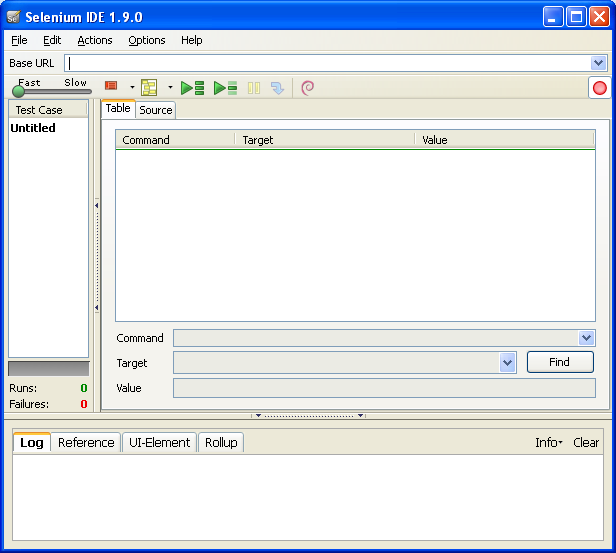 Se Selenium IDE 1.9.0
File Edit Actions Options Help
Base URL
Fast Slow
Test Case
Untitled
Table Source
Command Target Value
Command
Target Find
Value
Runs: 0
Failures: 0
Log Reference UI-Element Rollup Info Clear